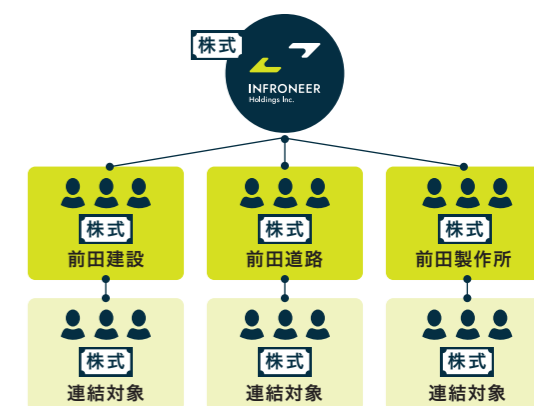 株式
INFRONEER
Holdings Inc.
株式
前田建設
株式
前田道路
株式
前田製作所
株式
連結対象
株式
連結対象
株式
連結対象